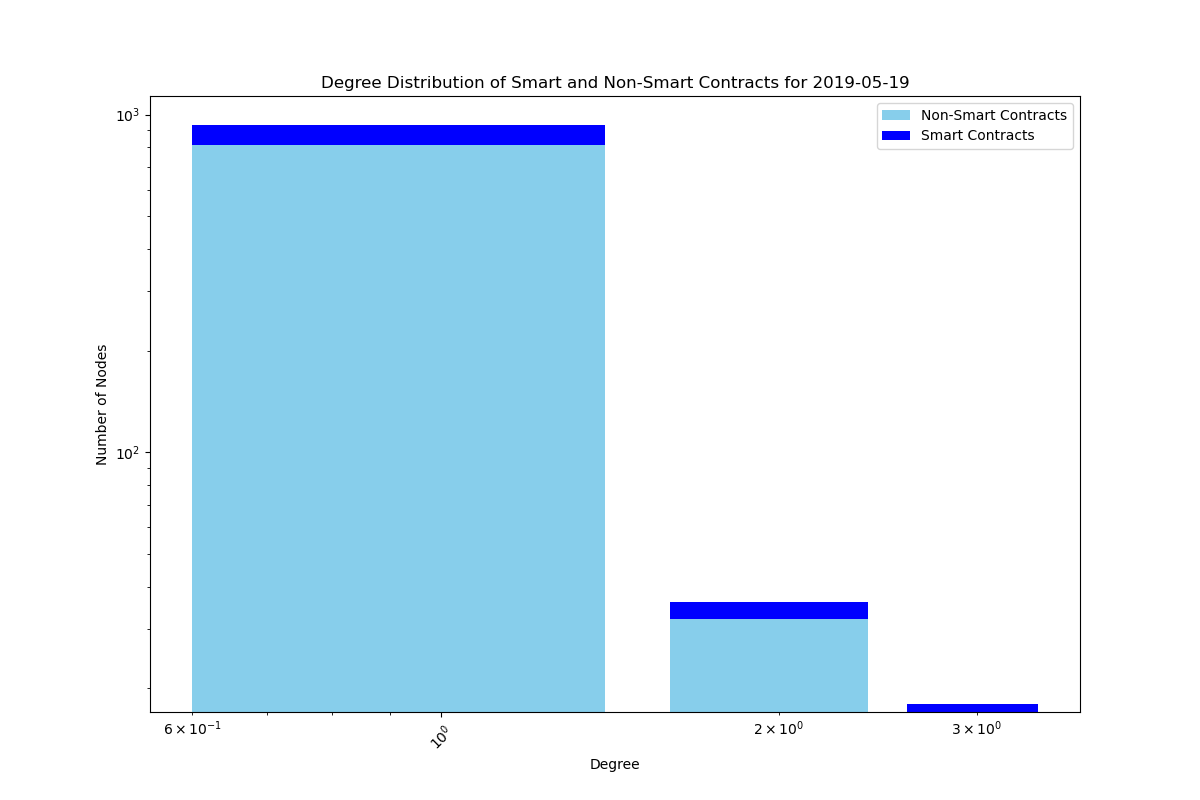 Degree Distribution of Smart and Non-Smart Contracts for 2019-05-19
Non-Smart Contracts
Smart Contracts
10³
10²
Number of Nodes
6 × 10⁻¹
10⁰
2 × 10⁰
3 × 10⁰
Degree